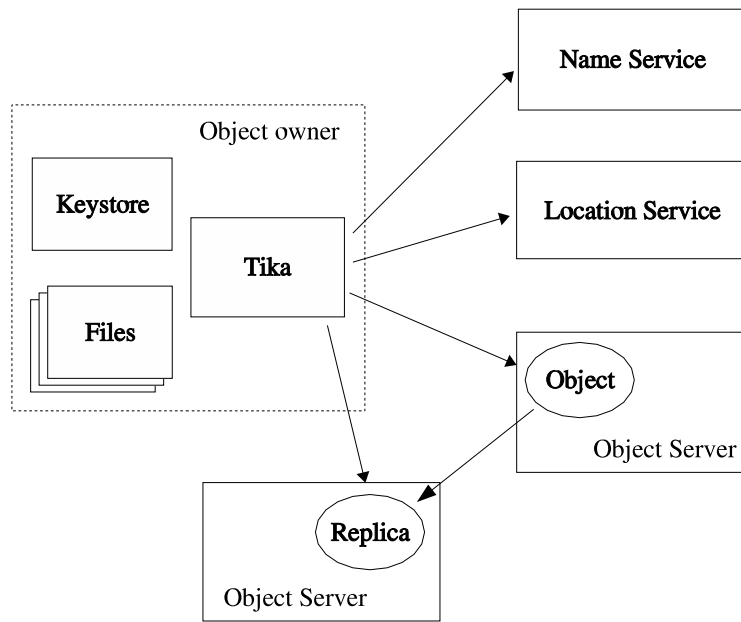 Name Service
Object owner
Keystore
Location Service
Tika
Files
Object
Object Server
Replica
Object Server